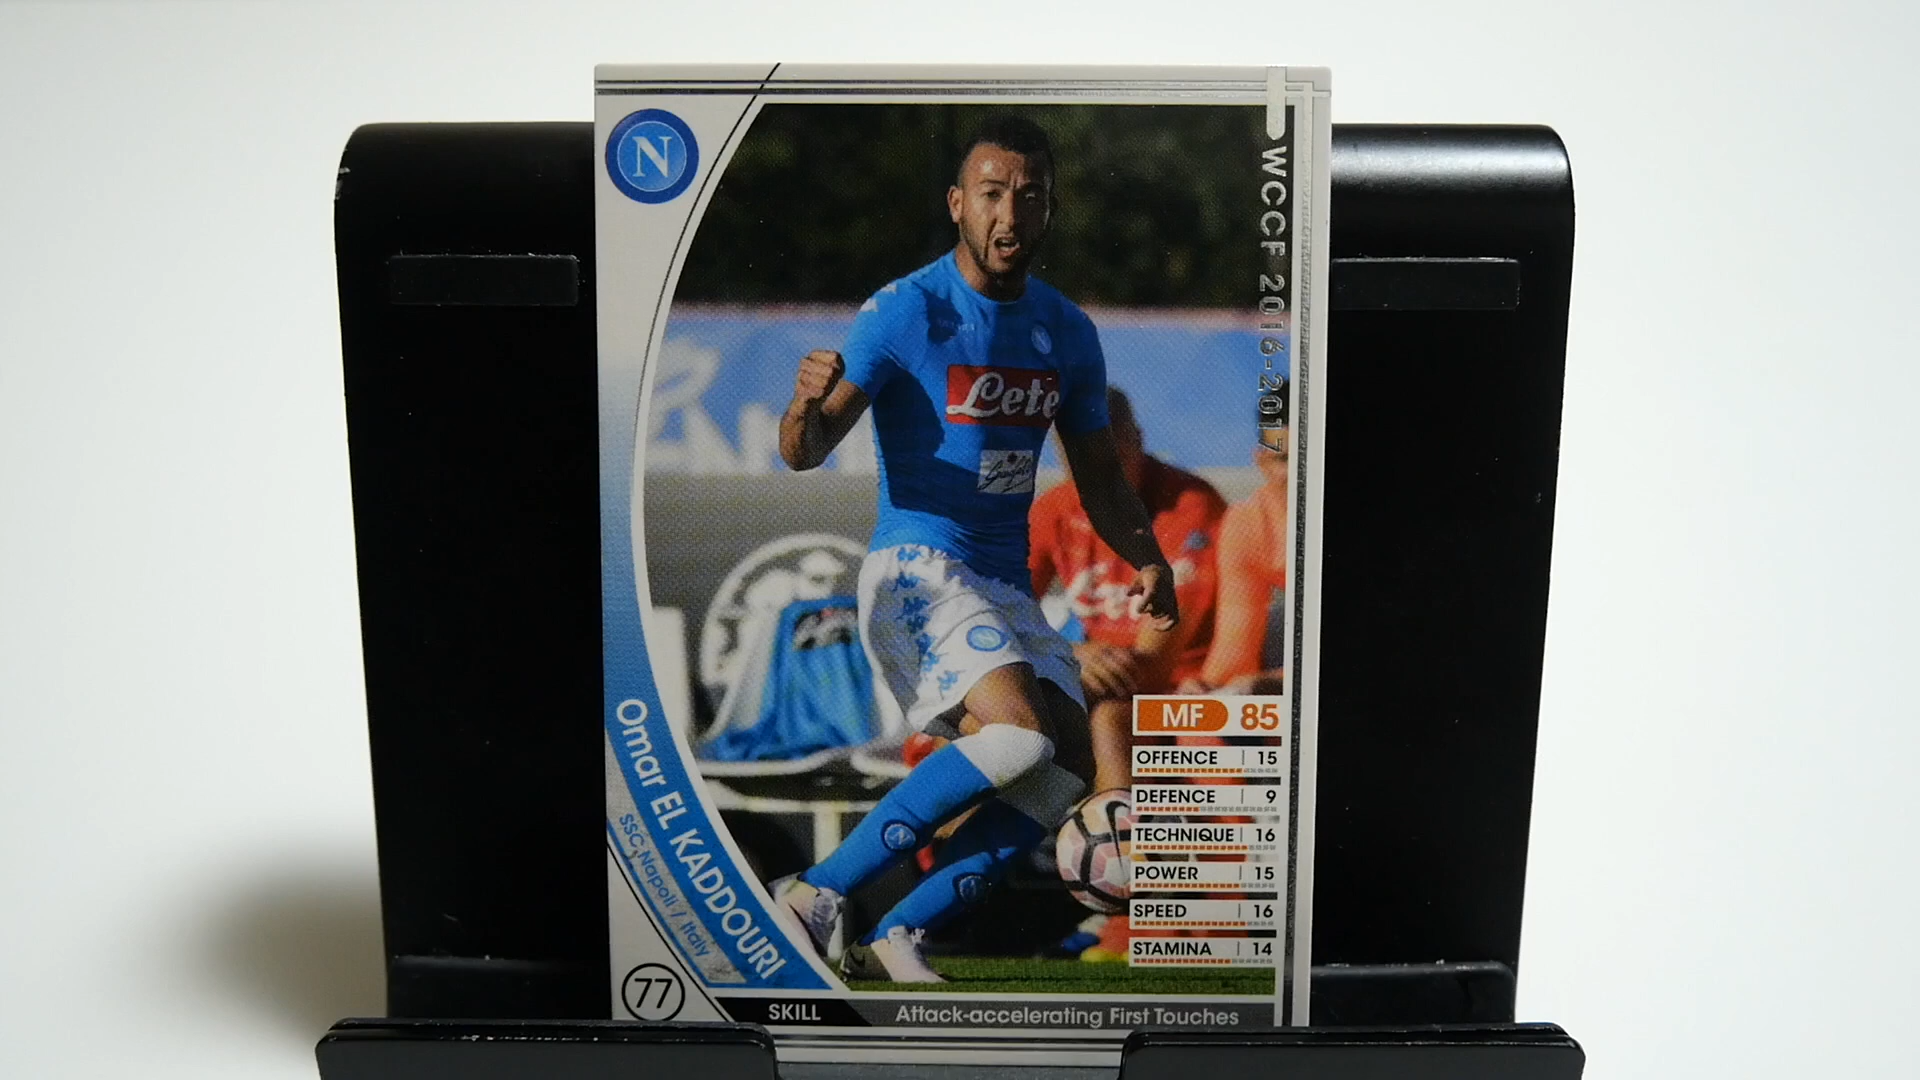 N
WCCF 2016-2017
Lete
Garofalo
MF 85
OFFENCE 15
DEFENCE 9
TECHNIQUE 16
POWER 15
SPEED 16
STAMINA 14
Omar EL KADDOURI
SSC Napoli / Italy
77
SKILL Attack-accelerating First Touches